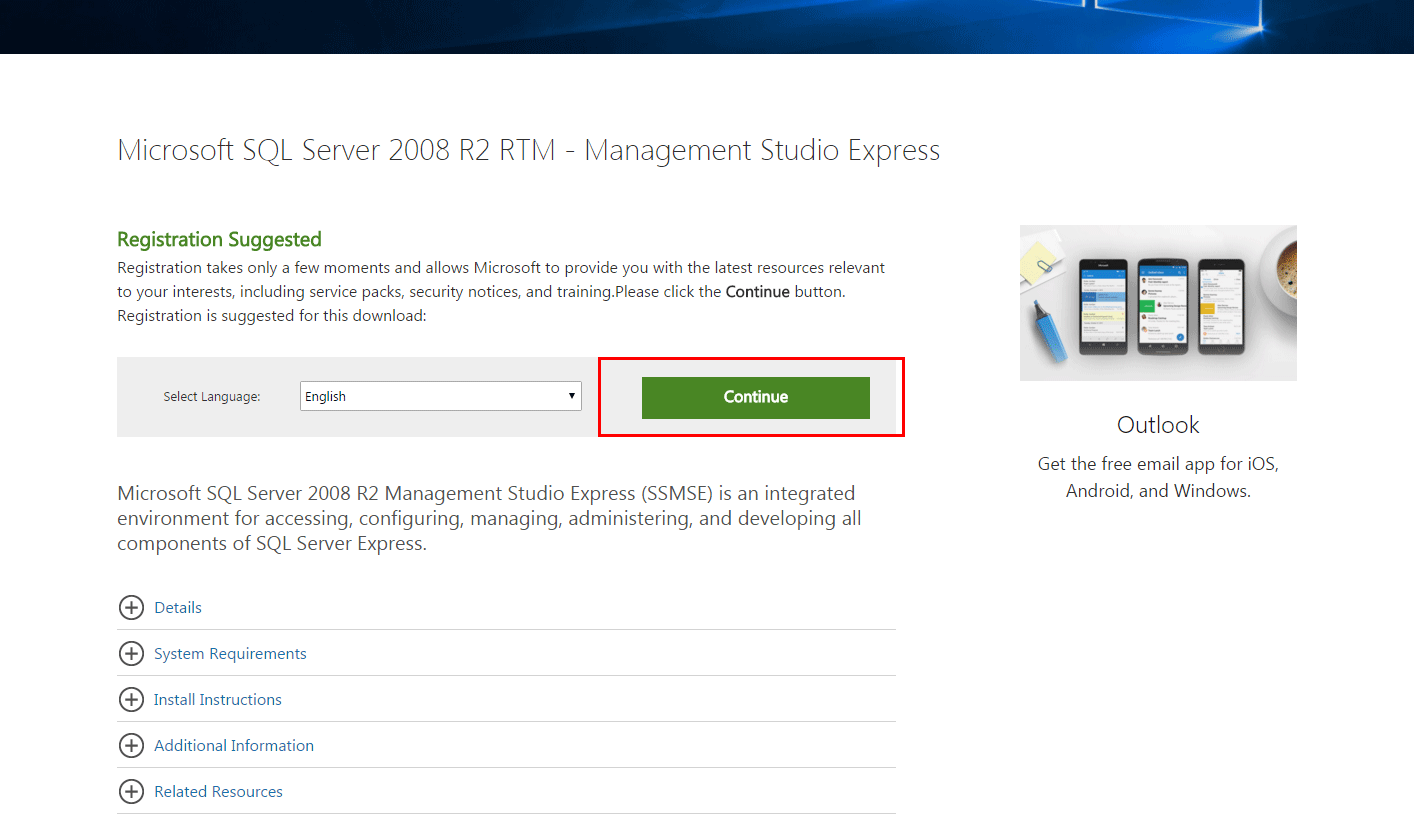 Microsoft SQL Server 2008 R2 RTM - Management Studio Express
Registration Suggested
Registration takes only a few moments and allows Microsoft to provide you with the latest resources relevant
to your interests, including service packs, security notices, and training.Please click the Continue button.
Registration is suggested for this download:
Select Language:
English
Continue
Microsoft SQL Server 2008 R2 Management Studio Express (SSMSE) is an integrated
environment for accessing, configuring, managing, administering, and developing all
components of SQL Server Express.
Details
System Requirements
Install Instructions
Additional Information
Related Resources
Outlook
Get the free email app for iOS,
Android, and Windows.